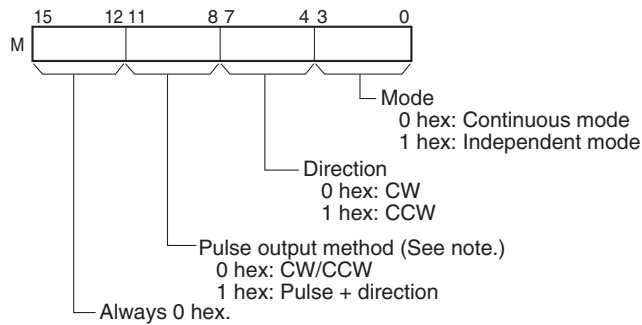 15 12 11 8 7 4 3 0
M
Mode
0 hex: Continuous mode
1 hex: Independent mode
Direction
0 hex: CW
1 hex: CCW
Pulse output method (See note.)
0 hex: CW/CCW
1 hex: Pulse + direction
Always 0 hex.